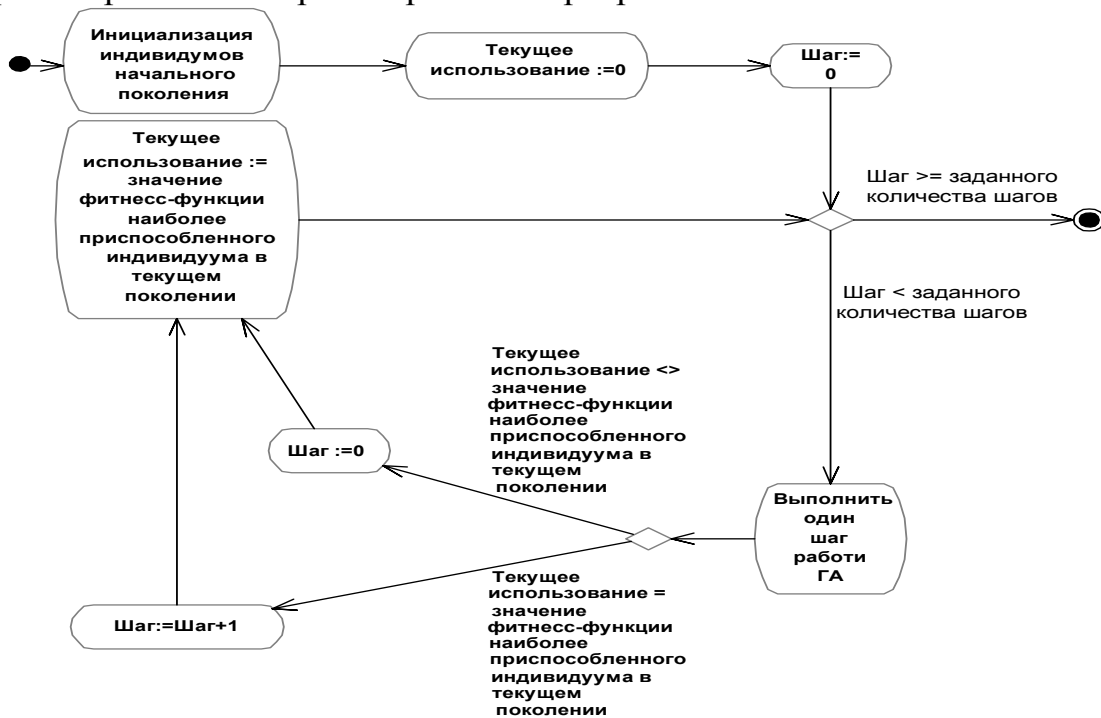 Инициализация
индивидумов
начального
поколения
Текущее
использование :=0
Шаг:=
0
Текущее
использование :=
значение
фитнесс-функции
наиболее
приспособленного
индивидуума в
текущем
поколении
Шаг >= заданного
количества шагов
Шаг < заданного
количества шагов
Текущее
использование <>
значение
фитнесс-функции
наиболее
приспособленного
индивидуума в
текущем
поколении
Шаг :=0
Выполнить
один
шаг
работи
ГА
Текущее
использование =
значение
фитнесс-функции
наиболее
приспособленного
индивидуума в
текущем
поколении
Шаг:=Шаг+1